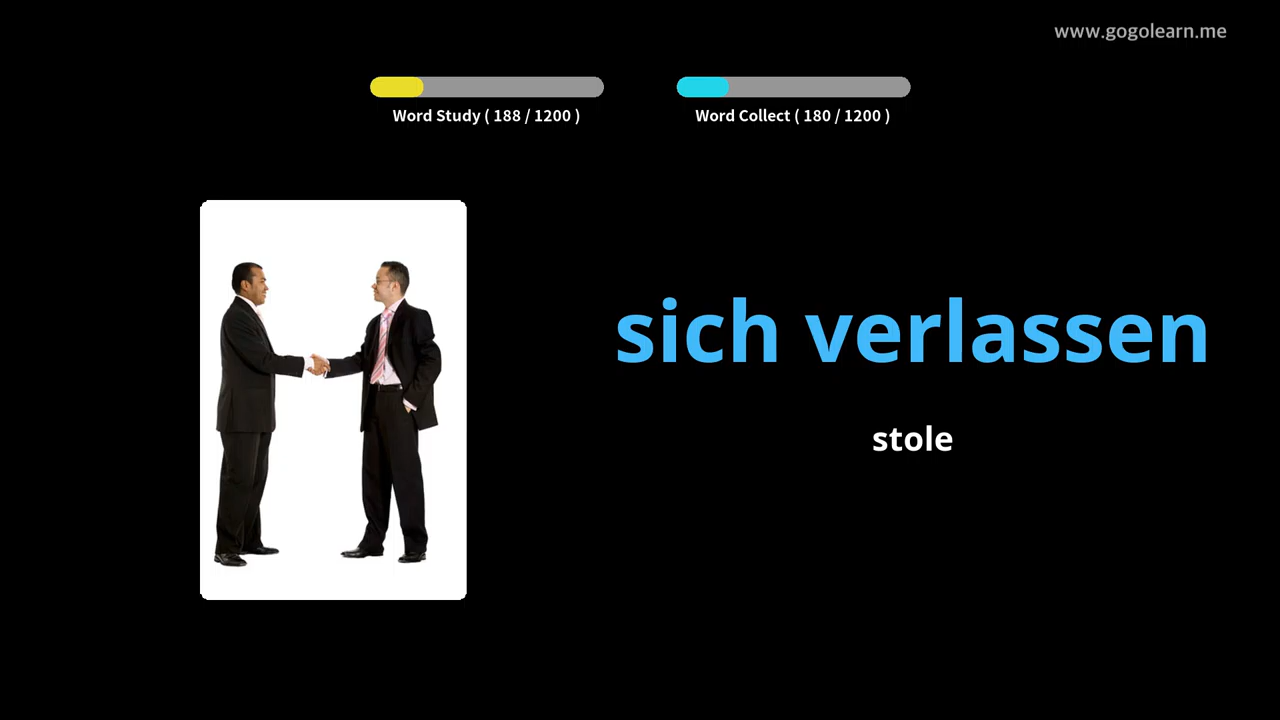 www.gogolearn.me
Word Study ( 188 / 1200 )
Word Collect ( 180 / 1200 )
sich verlassen
stole